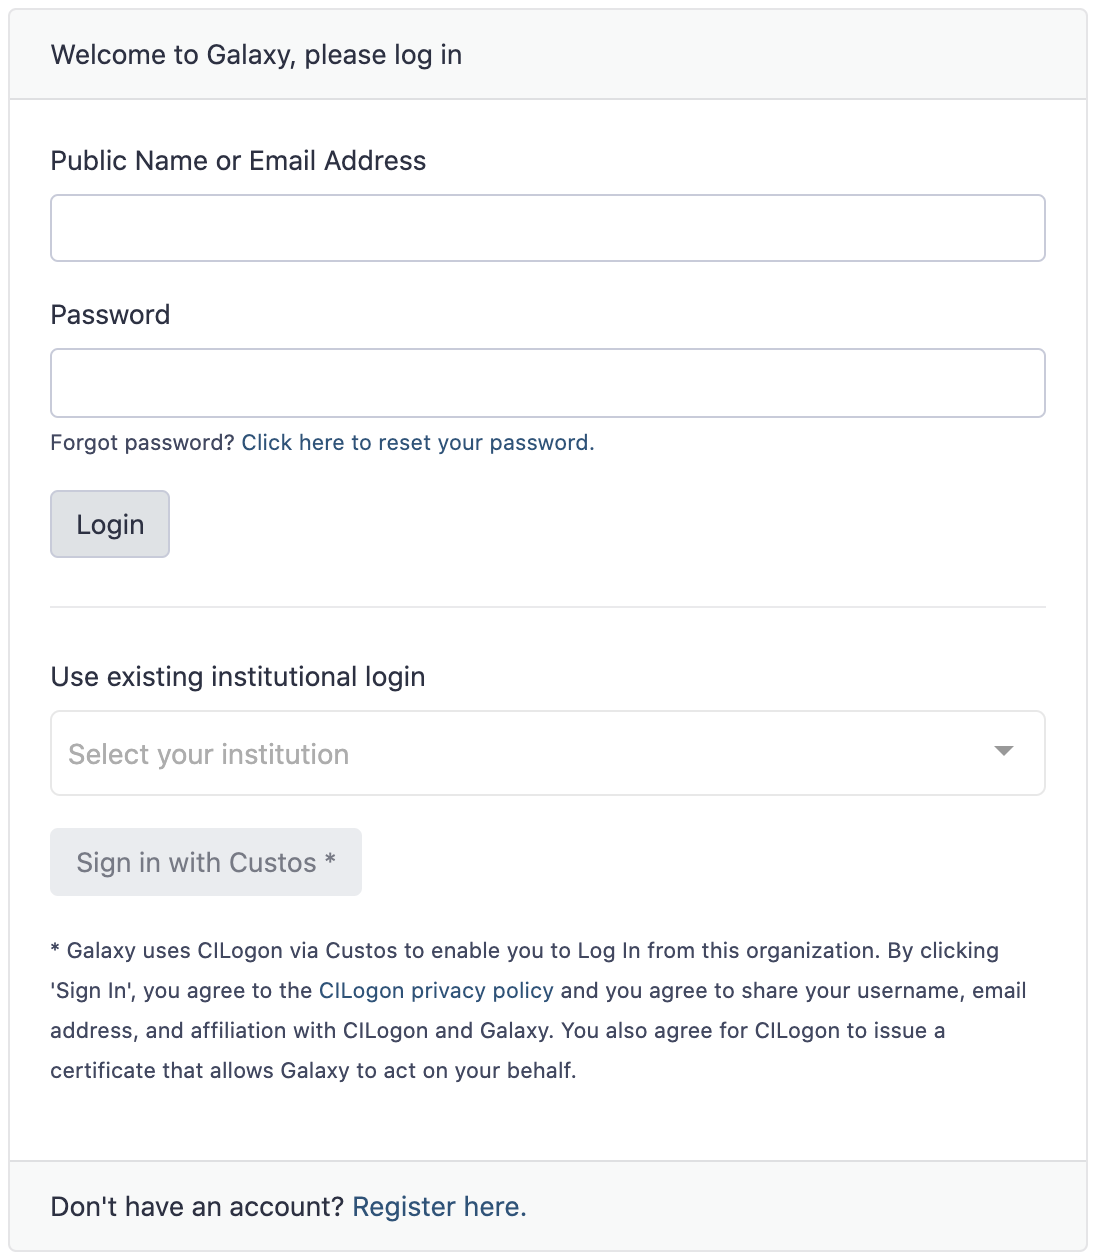 Welcome to Galaxy, please log in
Public Name or Email Address
Password
Forgot password? Click here to reset your password.
Login
Use existing institutional login
Select your institution
Sign in with Custos *
* Galaxy uses CILogon via Custos to enable you to Log In from this organization. By clicking
'Sign In', you agree to the CILogon privacy policy and you agree to share your username, email
address, and affiliation with CILogon and Galaxy. You also agree for CILogon to issue a
certificate that allows Galaxy to act on your behalf.
Don't have an account? Register here.